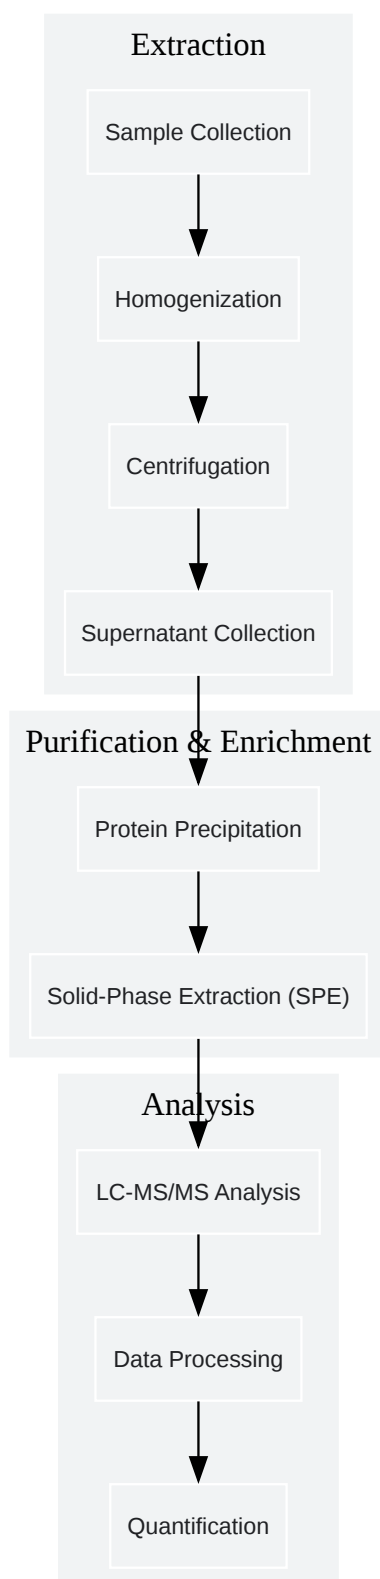 Extraction
Sample Collection
Homogenization
Centrifugation
Supernatant Collection
Purification & Enrichment
Protein Precipitation
Solid-Phase Extraction (SPE)
Analysis
LC-MS/MS Analysis
Data Processing
Quantification